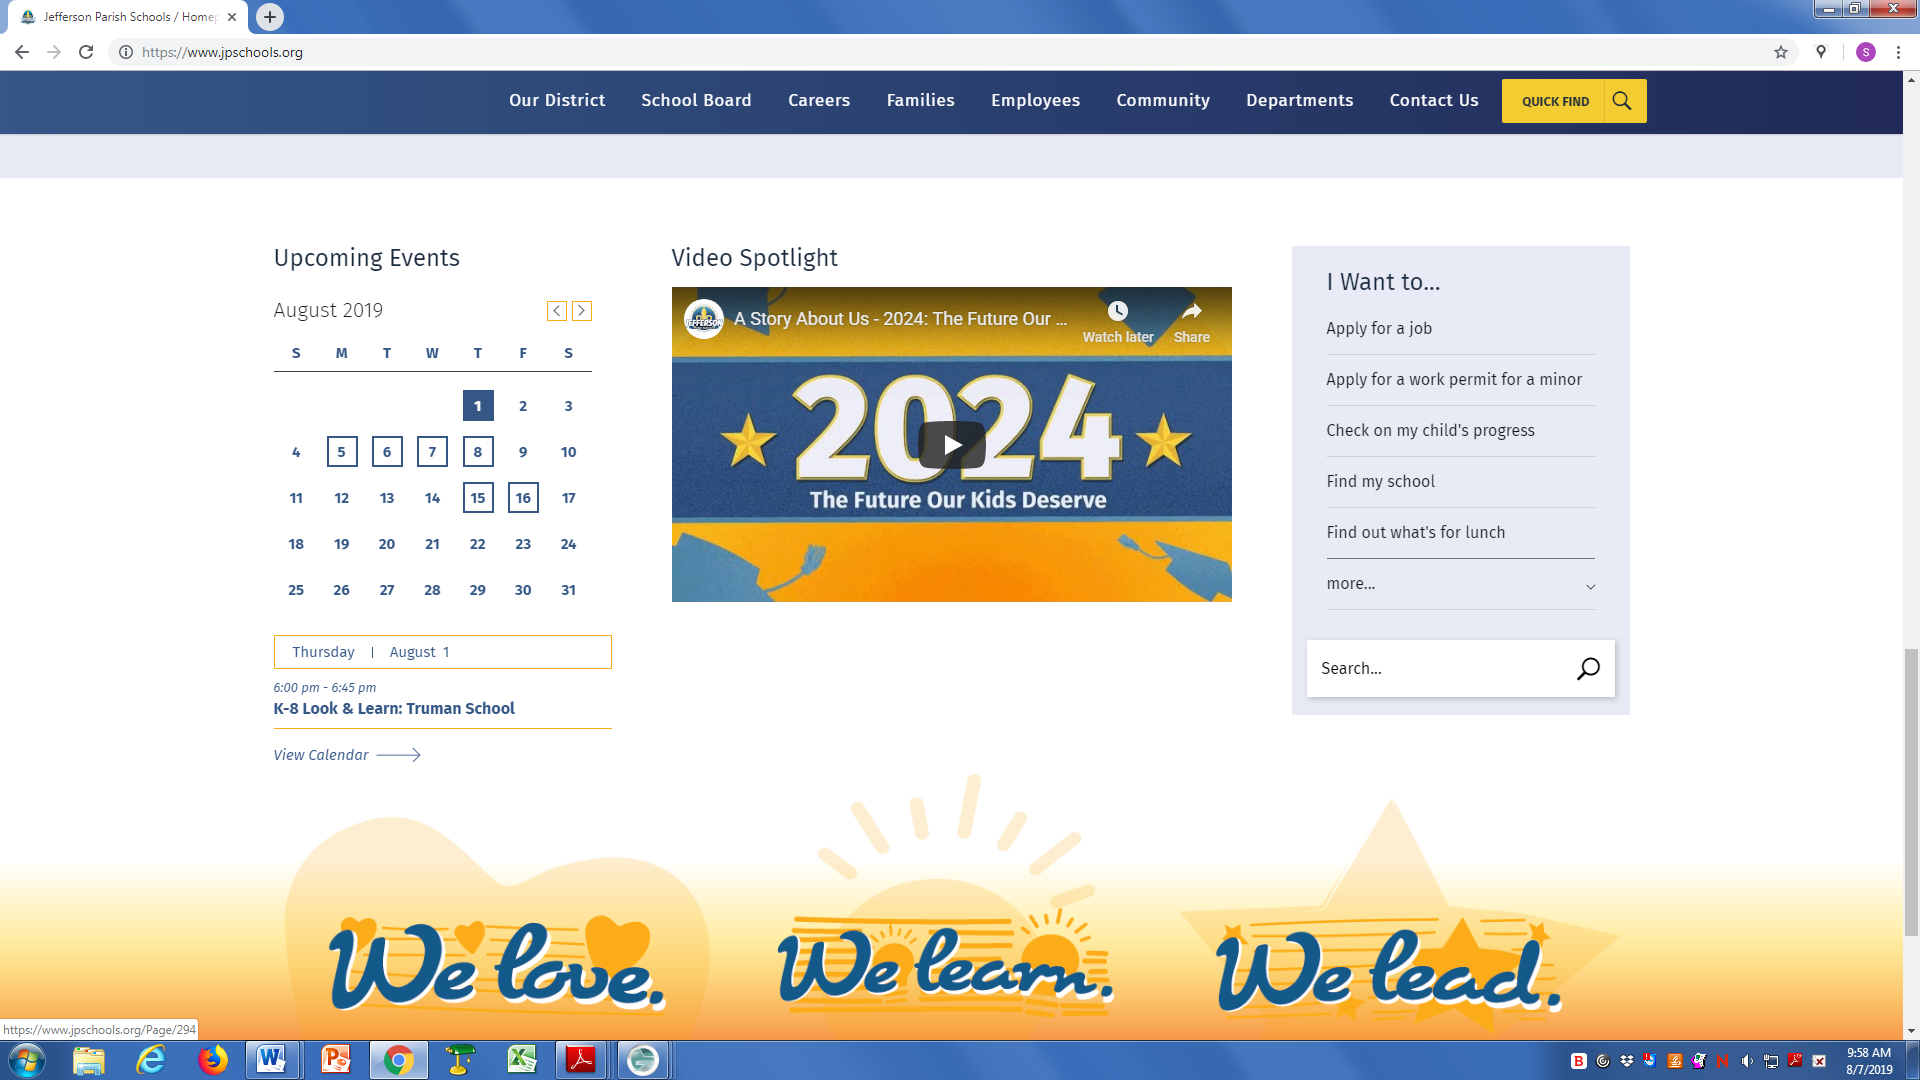 Jefferson Parish Schools / Homep
https://www.jpschools.org
S
Our District School Board Careers Families Employees Community Departments Contact Us QUICK FIND
Upcoming Events
August 2019
S M T W T F S
1 2 3
4 5 6 7 8 9 10
11 12 13 14 15 16 17
18 19 20 21 22 23 24
25 26 27 28 29 30 31
Thursday | August 1
6:00 pm - 6:45 pm
K-8 Look & Learn: Truman School
View Calendar
Video Spotlight
JEFFERSON
A Story About Us - 2024: The Future Our ...
Watch later Share
2024
The Future Our Kids Deserve
I Want to...
Apply for a job
Apply for a work permit for a minor
Check on my child's progress
Find my school
Find out what's for lunch
more...
Search...
We love.
We learn.
We lead.
https://www.jpschools.org/Page/294
9:58 AM
8/7/2019